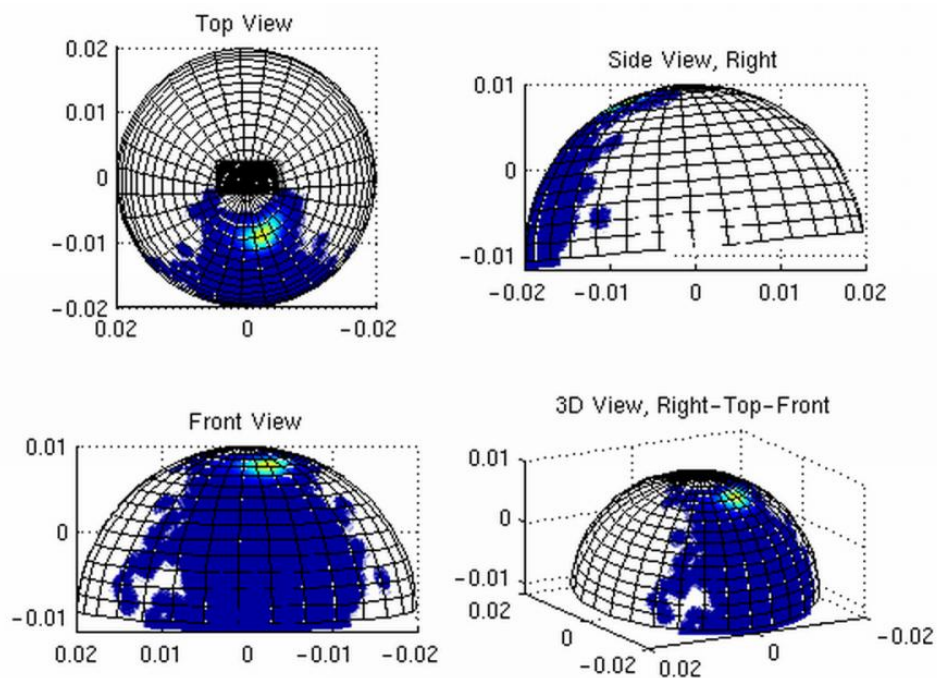 Top View
0.02
0.01
0
-0.01
-0.02
0.02 0 -0.02
Side View, Right
0.01
0
-0.01
-0.02 -0.01 0 0.01 0.02
Front View
0.01
0
-0.01
0.02 0.01 0 -0.01 -0.02
3D View, Right-Top-Front
0.01
0
-0.01
0.02
0
-0.02
0.02
0
-0.02